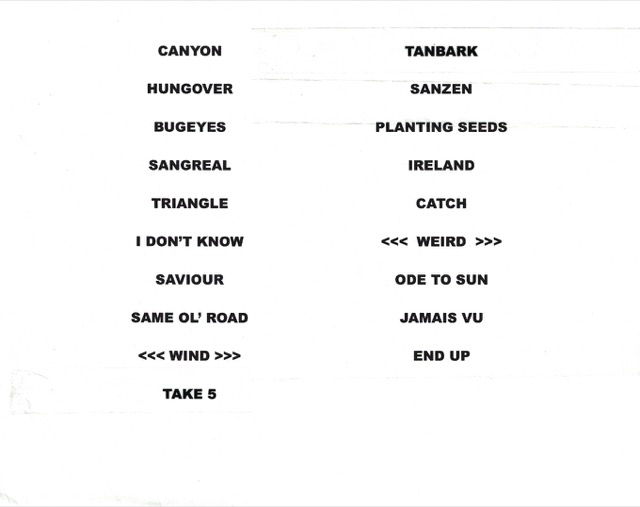 CANYON
HUNGOVER
BUGEYES
SANGREAL
TRIANGLE
I DON'T KNOW
SAVIOUR
SAME OL' ROAD
<<< WIND >>>
TAKE 5
TANBARK
SANZEN
PLANTING SEEDS
IRELAND
CATCH
<<<  WEIRD  >>>
ODE TO SUN
JAMAIS VU
END UP